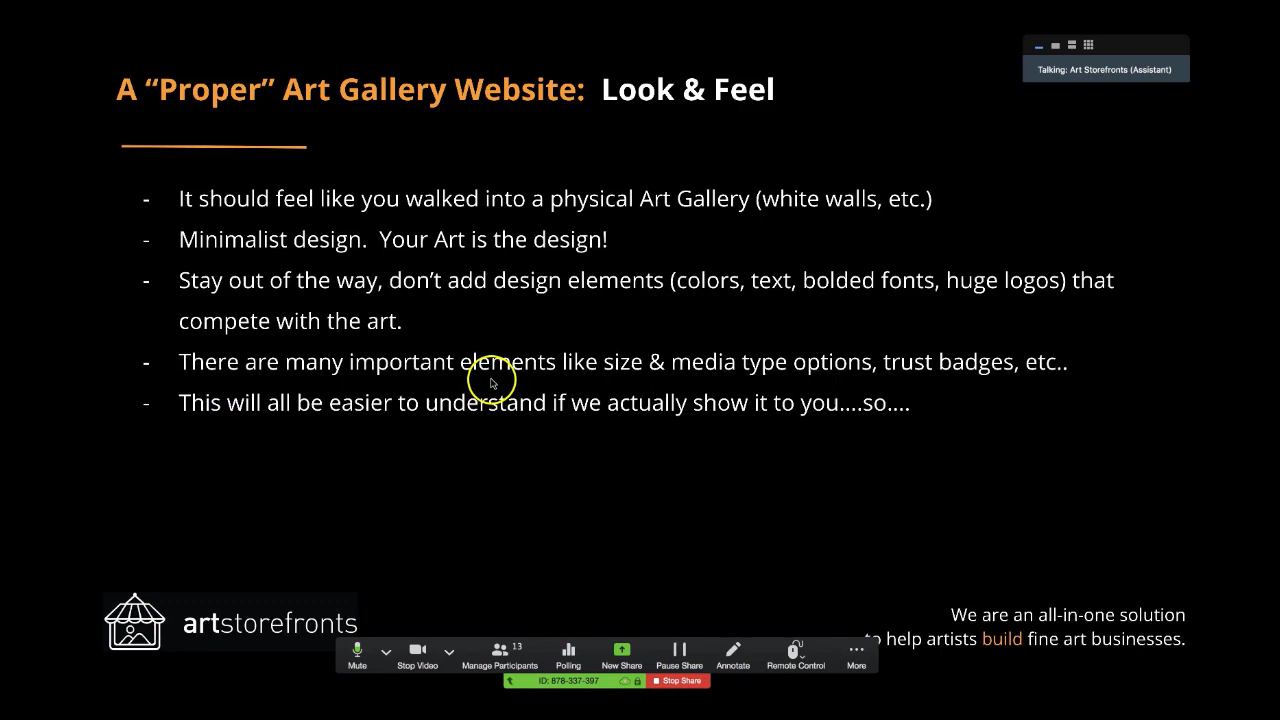 Talking: Art Storefronts (Assistant)
A “Proper” Art Gallery Website: Look & Feel
- It should feel like you walked into a physical Art Gallery (white walls, etc.)
- Minimalist design. Your Art is the design!
- Stay out of the way, don’t add design elements (colors, text, bolded fonts, huge logos) that
compete with the art.
- There are many important elements like size & media type options, trust badges, etc..
- This will all be easier to understand if we actually show it to you....so....
artstorefronts
We are an all-in-one solution
to help artists build fine art businesses.
13
Mute Stop Video Manage Participants Polling New Share Pause Share Annotate Remote Control More
ID: 878-337-397 Stop Share